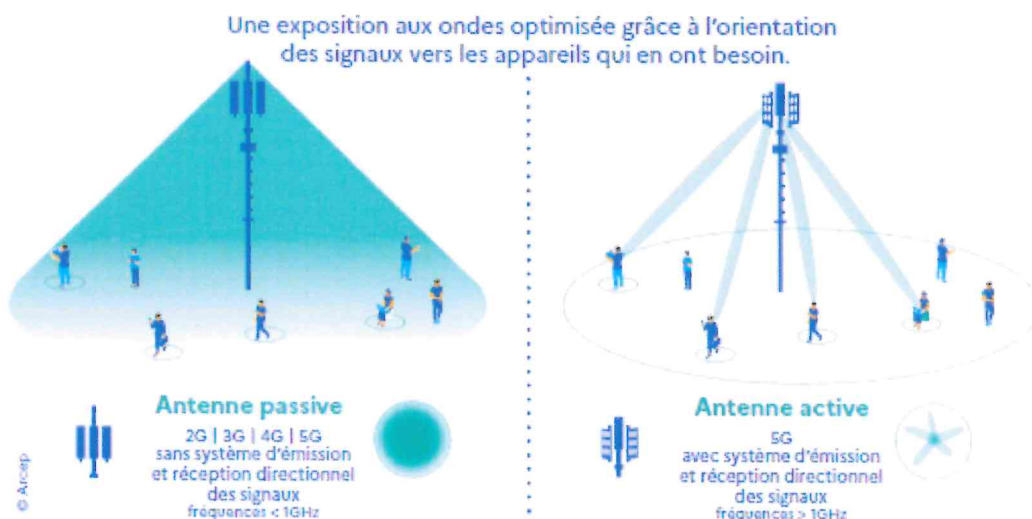 Une exposition aux ondes optimisée grâce à l'orientation
des signaux vers les appareils qui en ont besoin.
Antenne passive
2G | 3G | 4G | 5G
sans système d'émission
et réception directionnel
des signaux
fréquences < 1GHz
Antenne active
5G
avec système d'émission
et réception directionnel
des signaux
fréquences > 1GHz
© Arcep